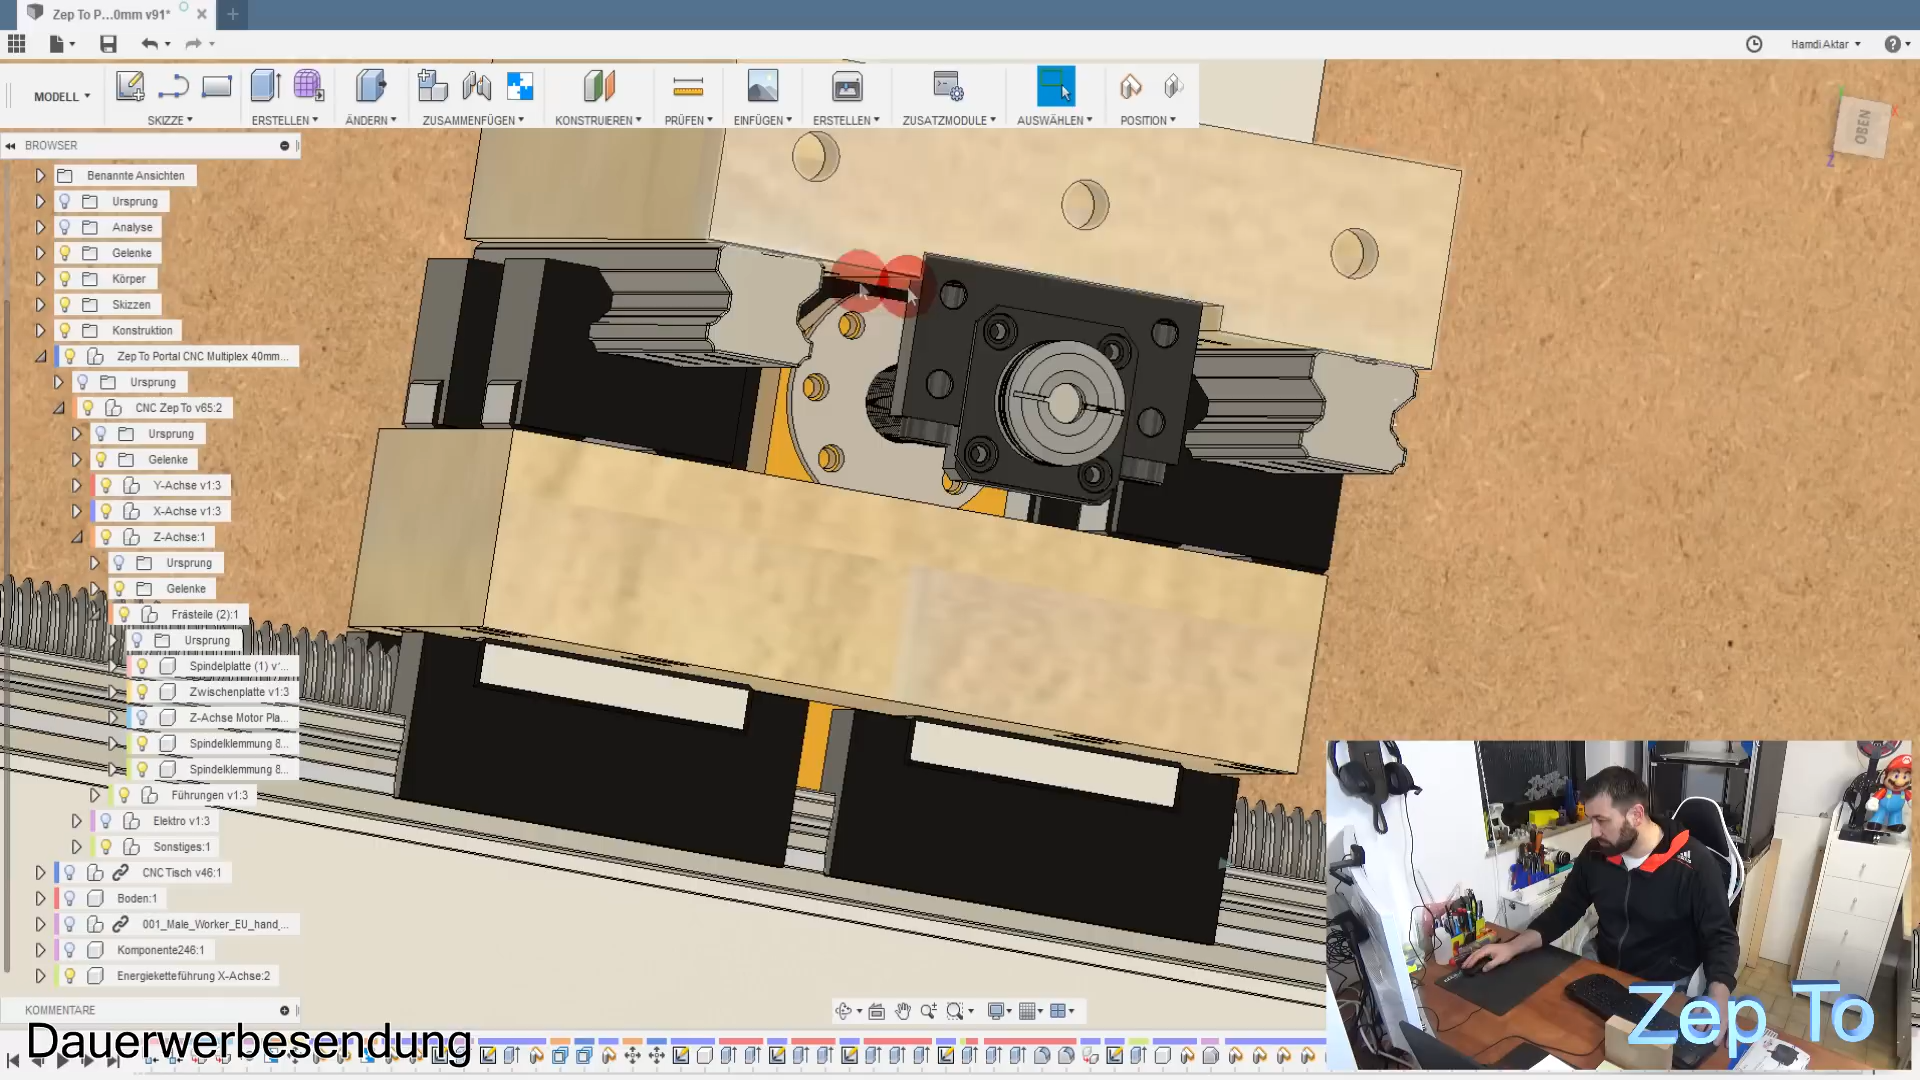 Zep To P...0mm v91*
Hamdi Aktar
MODELL
SKIZZE
ERSTELLEN
ÄNDERN
ZUSAMMENFÜGEN
KONSTRUIEREN
PRÜFEN
EINFÜGEN
ERSTELLEN
ZUSATZMODULE
AUSWÄHLEN
POSITION
OBEN
X
Z
BROWSER
Benannte Ansichten
Ursprung
Analyse
Gelenke
Körper
Skizzen
Konstruktion
Zep To Portal CNC Multiplex 40mm...
Ursprung
CNC Zep To v65:2
Ursprung
Gelenke
Y-Achse v1:3
X-Achse v1:3
Z-Achse:1
Ursprung
Gelenke
Frästeile (2):1
Ursprung
Spindelplatte (1) v'...
Zwischenplatte v1:3
Z-Achse Motor Pla...
Spindelklemmung 8...
Spindelklemmung 8...
Führungen v1:3
Elektro v1:3
Sonstiges:1
CNC Tisch v46:1
Boden:1
001_Male_Worker_EU_hand_...
Komponente246:1
Energieketteführung X-Achse:2
KOMMENTARE
Dauerwerbesendung
Zep To